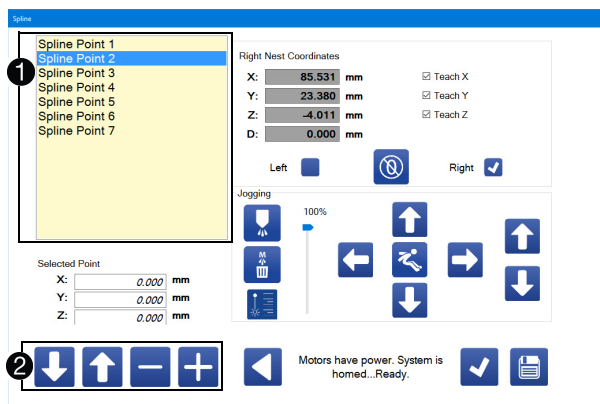 Spline
1
Spline Point 1
Spline Point 2
Spline Point 3
Spline Point 4
Spline Point 5
Spline Point 6
Spline Point 7
Right Nest Coordinates
X: 85.531 mm
Teach X
Y: 23.380 mm
Teach Y
Z: -4.011 mm
Teach Z
D: 0.000 mm
Left
Right
Jogging
100%
M
Selected Point
X: 0.000 mm
Y: 0.000 mm
Z: 0.000 mm
2
Motors have power. System is
homed...Ready.